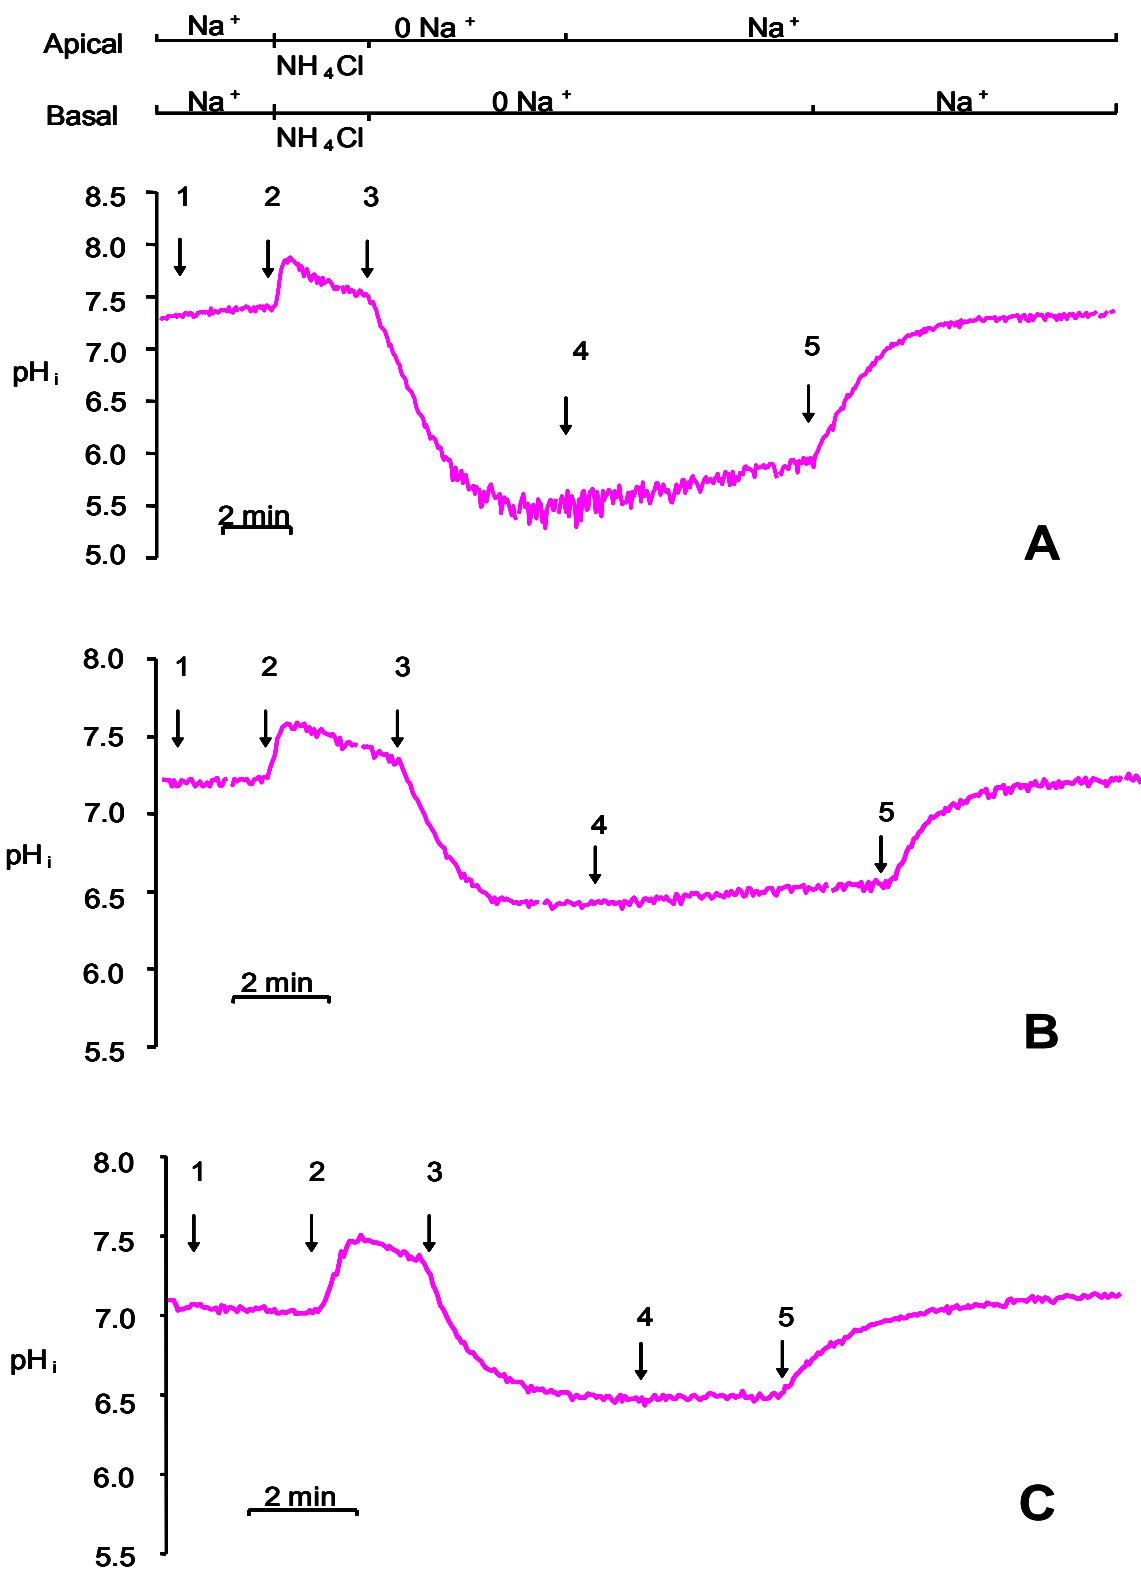 Na+ 0 Na+ Na+
Apical
NH4Cl
Na+ 0 Na+ Na+
Basal
NH4Cl
8.5 1 2 3
8.0
7.5
7.0 4 5
pHi
6.5
6.0
5.5
2 min
5.0 A
8.0 1 2 3
7.5
7.0 4 5
pHi
6.5
6.0 2 min
5.5 B
8.0 1 2 3
7.5
7.0 4 5
pHi
6.5
6.0
2 min C
5.5